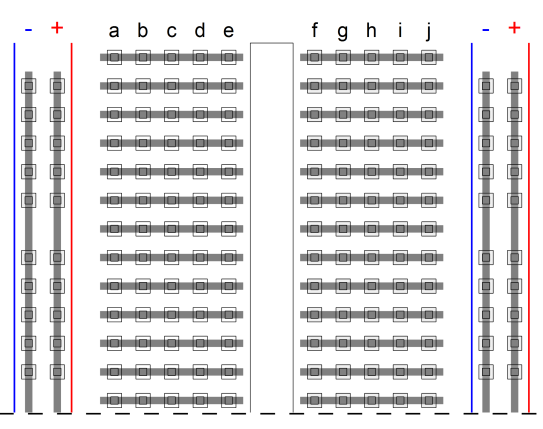 - + a b c d e f g h i j - +